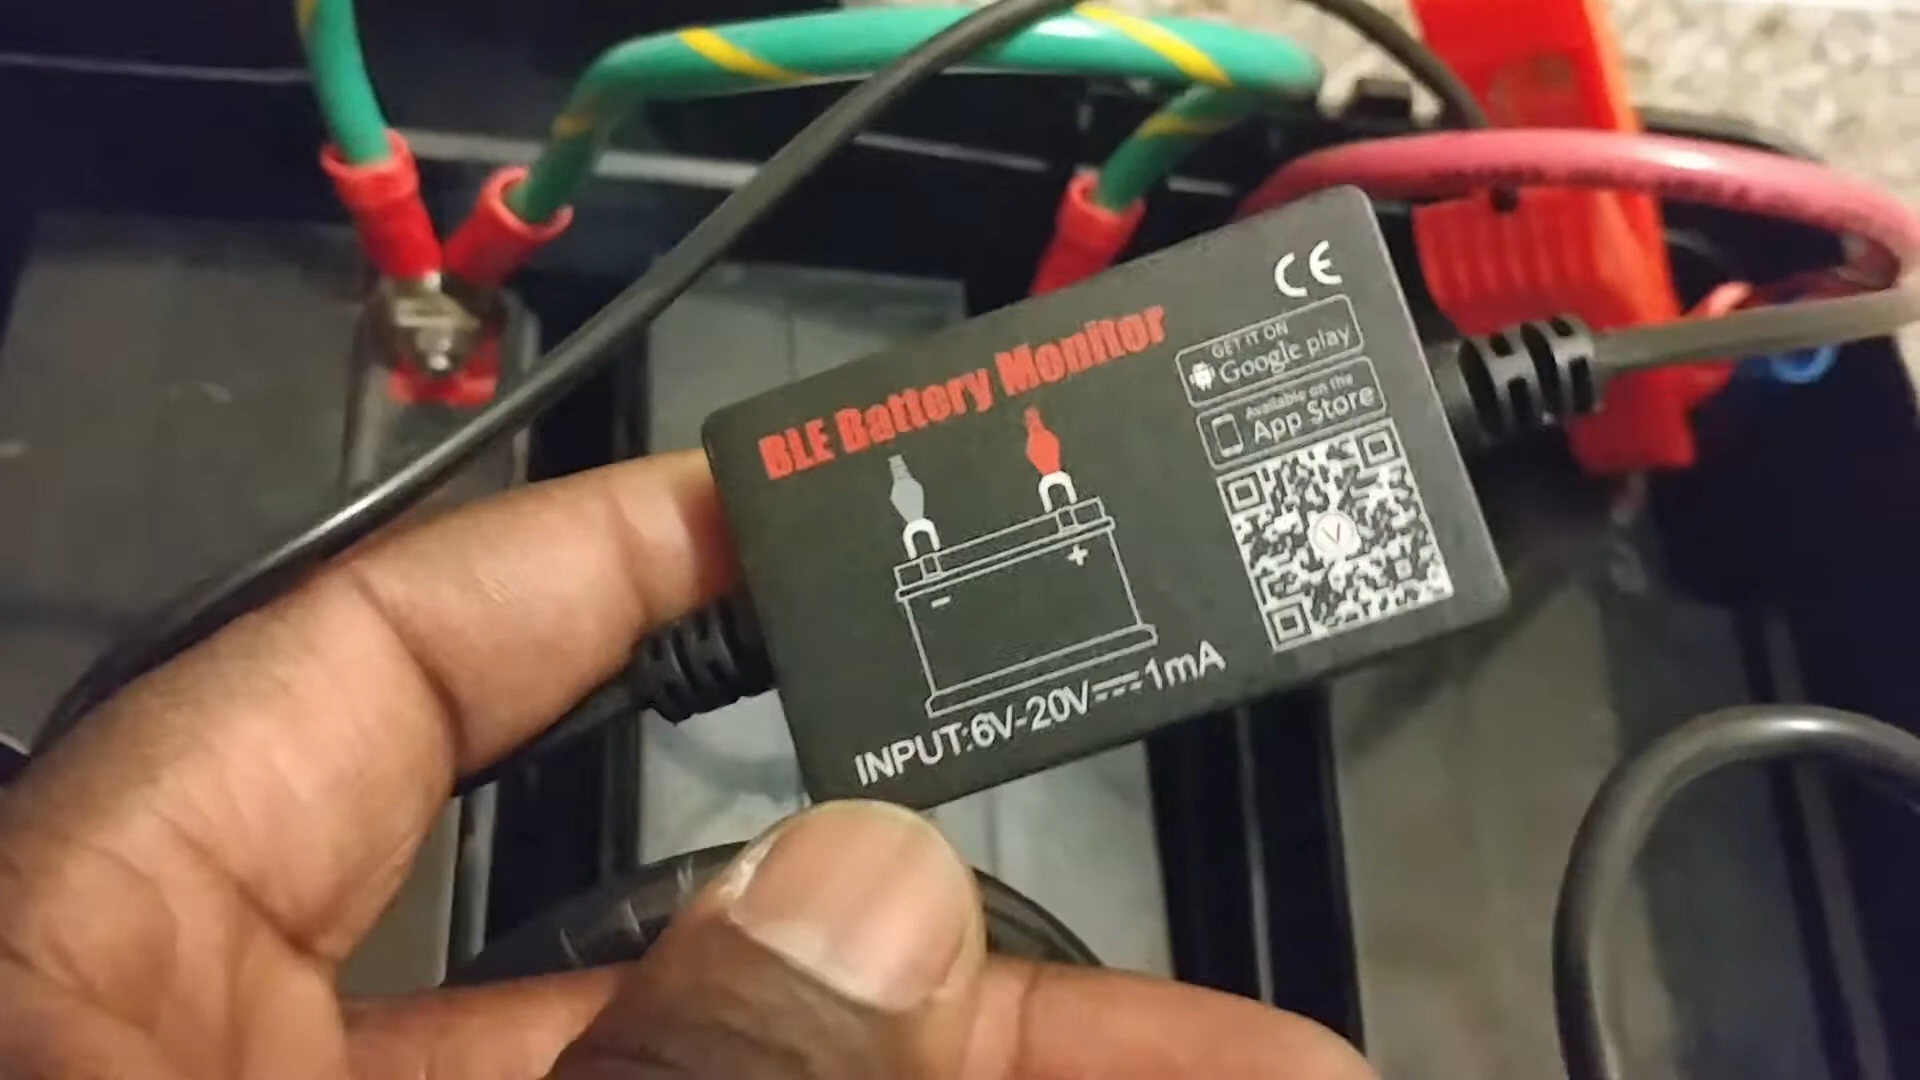 CE
BLE Battery Monitor
GET IT ON
Google play
Available on the
App Store
+
-
V
INPUT:6V-20V⎓1mA